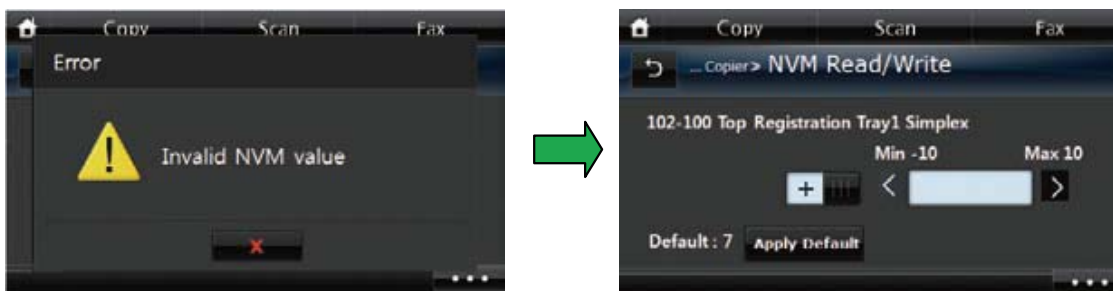 Copy Scan Fax
Error
Invalid NVM value
X
Copy Scan Fax
... Copier> NVM Read/Write
102-100 Top Registration Tray1 Simplex
Min -10 Max 10
+ < >
Default : 7 Apply Default